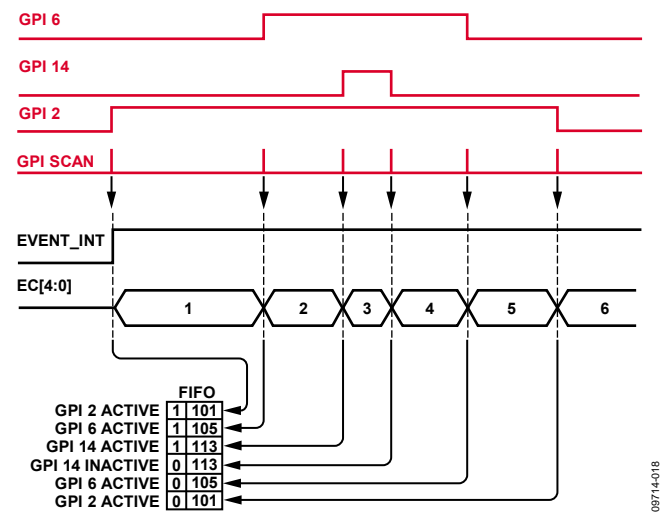 GPI 6
GPI 14
GPI 2
GPI SCAN
EVENT_INT
EC[4:0]
1 2 3 4 5 6
FIFO
GPI 2 ACTIVE 1 101
GPI 6 ACTIVE 1 105
GPI 14 ACTIVE 1 113
GPI 14 INACTIVE 0 113
GPI 6 ACTIVE 0 105
GPI 2 ACTIVE 0 101
09714-018